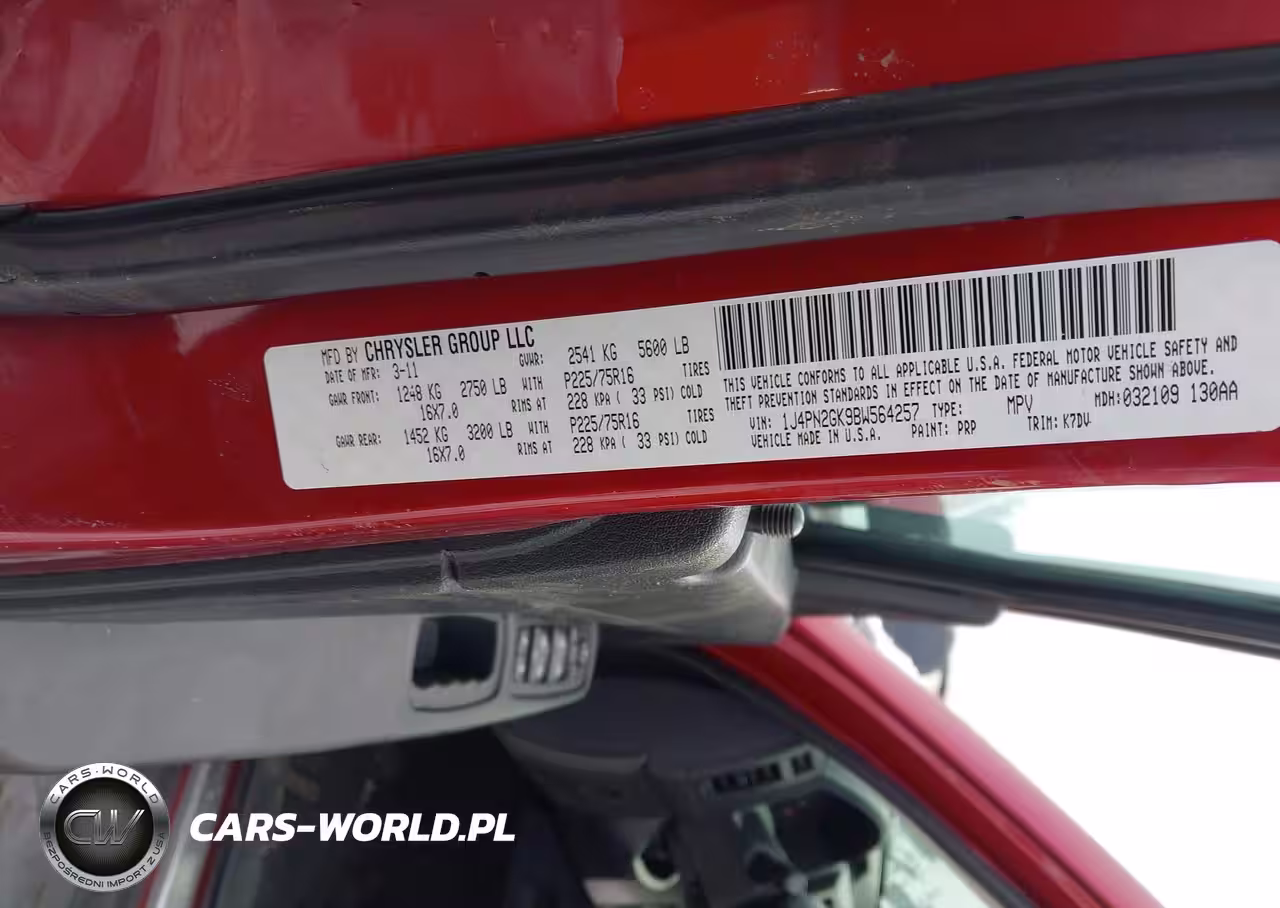 MFD BY CHRYSLER GROUP LLC
DATE OF MFR: 3-11 GVWR: 2541 KG 5600 LB
GAWR FRONT: 1248 KG 2750 LB WITH P225/75R16 TIRES
16X7.0 RIMS AT 228 KPA ( 33 PSI) COLD
GAWR REAR: 1452 KG 3200 LB WITH P225/75R16 TIRES
16X7.0 RIMS AT 228 KPA ( 33 PSI) COLD
THIS VEHICLE CONFORMS TO ALL APPLICABLE U.S.A. FEDERAL MOTOR VEHICLE SAFETY AND
THEFT PREVENTION STANDARDS IN EFFECT ON THE DATE OF MANUFACTURE SHOWN ABOVE.
VIN: 1J4PN2GK9BW564257 TYPE: MPV MDH: 032109 130AA
VEHICLE MADE IN U.S.A. PAINT: PRP TRIM: K7DV
CARS-WORLD
CW
BEZPOŚREDNI IMPORT Z USA
CARS-WORLD.PL